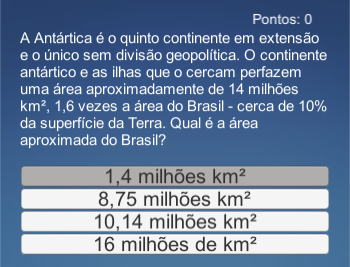 Pontos: 0
A Antártica é o quinto continente em extensão
e o único sem divisão geopolítica. O continente
antártico e as ilhas que o cercam perfazem
uma área aproximadamente de 14 milhões
km², 1,6 vezes a área do Brasil - cerca de 10%
da superfície da Terra. Qual é a área
aproximada do Brasil?
1,4 milhões km²
8,75 milhões km²
10,14 milhões km²
16 milhões de km²